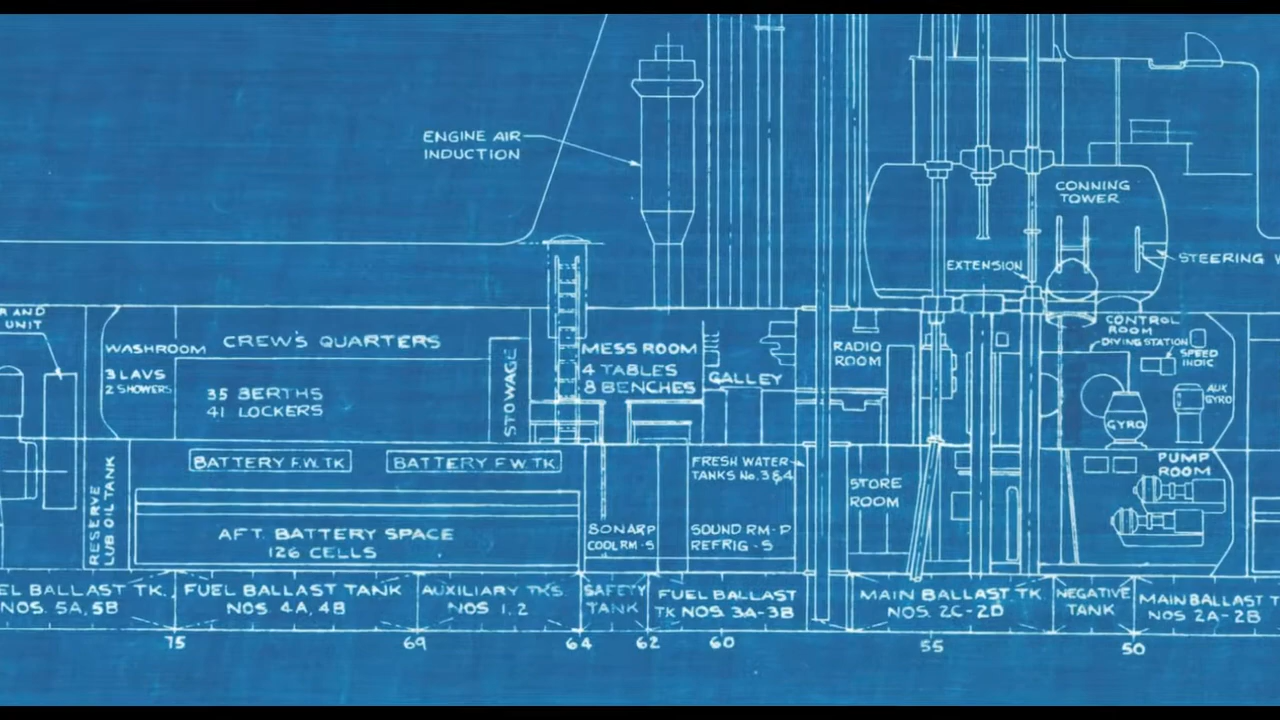 ENGINE AIR
INDUCTION
CONNING
TOWER
STEERING
EXTENSION
R AND
UNIT
WASHROOM
3 LAVS
2 SHOWERS
CREW'S QUARTERS
35 BERTHS
41 LOCKERS
STOWAGE
MESS ROOM
4 TABLES
8 BENCHES
GALLEY
RADIO
ROOM
CONTROL
ROOM
DIVING STATION
SPEED
INDIC
AUX
GYRO
GYRO
RESERVE
LUB OIL TANK
BATTERY F.W. TK
BATTERY F.W. TK.
AFT. BATTERY SPACE
126 CELLS
SONAR P
COOL RM-S
FRESH WATER
TANKS No. 3&4
SOUND RM-P
REFRIG-S
STORE
ROOM
PUMP
ROOM
EL BALLAST TK.
NOS. 5A, 5B
FUEL BALLAST TANK
NOS 4A, 4B
AUXILIARY TKS
NOS 1, 2
SAFETY
TANK
FUEL BALLAST
TK NOS. 3A-3B
MAIN BALLAST TK
NOS. 2C-2D
NEGATIVE
TANK
MAIN BALLAST T
NOS 2A-2B
75
69
64
62
60
55
50